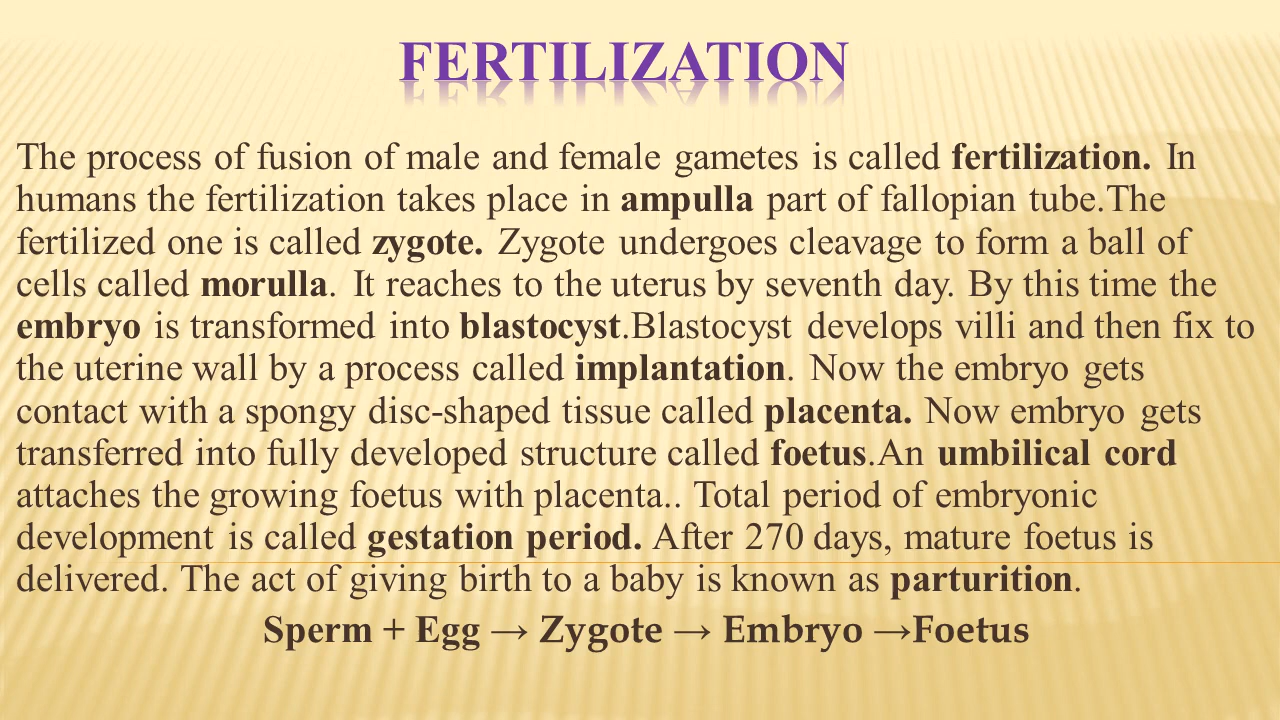 FERTILIZATION
The process of fusion of male and female gametes is called fertilization. In
humans the fertilization takes place in ampulla part of fallopian tube.The
fertilized one is called zygote. Zygote undergoes cleavage to form a ball of
cells called morulla. It reaches to the uterus by seventh day. By this time the
embryo is transformed into blastocyst.Blastocyst develops villi and then fix to
the uterine wall by a process called implantation. Now the embryo gets
contact with a spongy disc-shaped tissue called placenta. Now embryo gets
transferred into fully developed structure called foetus.An umbilical cord
attaches the growing foetus with placenta.. Total period of embryonic
development is called gestation period. After 270 days, mature foetus is
delivered. The act of giving birth to a baby is known as parturition.
Sperm + Egg → Zygote → Embryo →Foetus